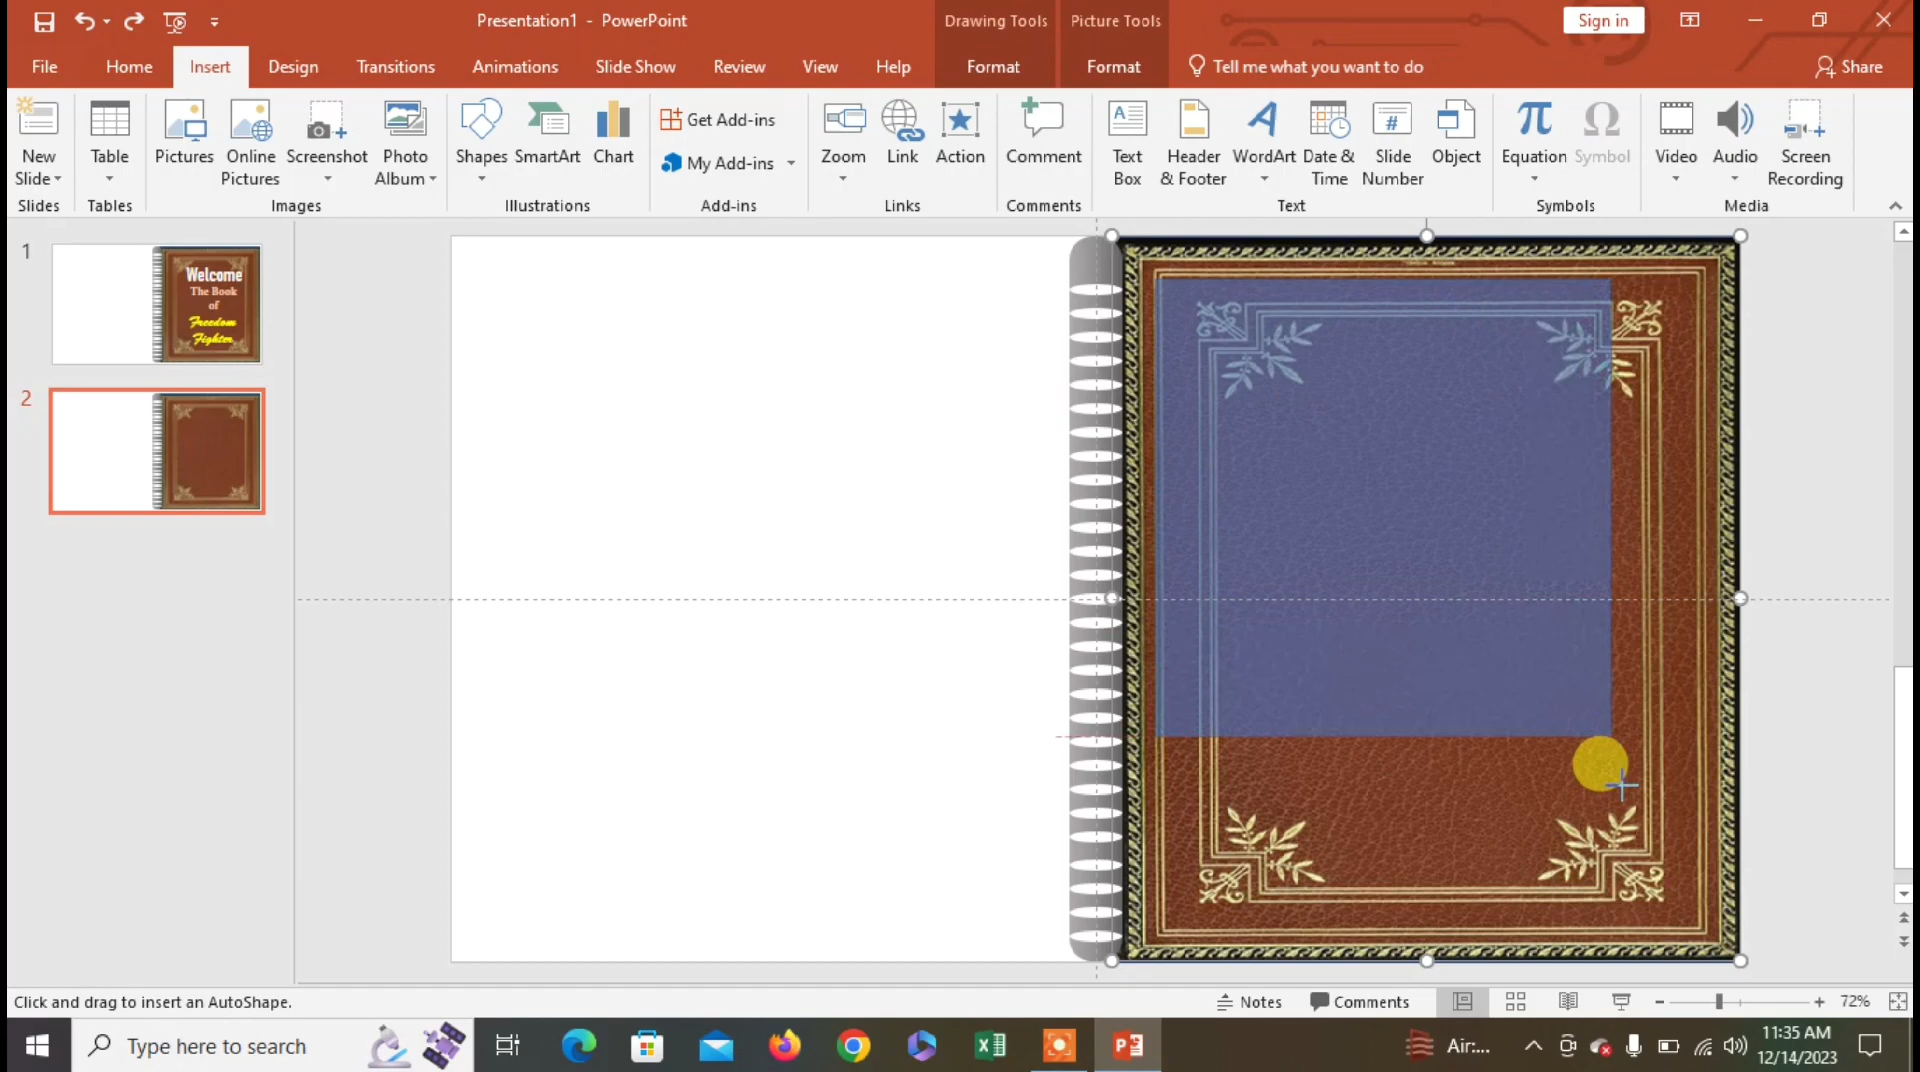 Presentation1 - PowerPoint
Drawing Tools
Picture Tools
Sign in
File
Home
Insert
Design
Transitions
Animations
Slide Show
Review
View
Help
Format
Format
Tell me what you want to do
Share
New Slide
Table
Pictures
Online Pictures
Screenshot
Photo Album
Shapes
SmartArt
Chart
Get Add-ins
My Add-ins
Zoom
Link
Action
Comment
Text Box
Header & Footer
WordArt
Date & Time
Slide Number
Object
Equation
Symbol
Video
Audio
Screen Recording
Slides
Tables
Images
Illustrations
Add-ins
Links
Comments
Text
Symbols
Media
1
Welcome
The Book
of
Freedom
Fighter
2
Click and drag to insert an AutoShape.
Notes
Comments
72%
Type here to search
Air:...
11:35 AM
12/14/2023